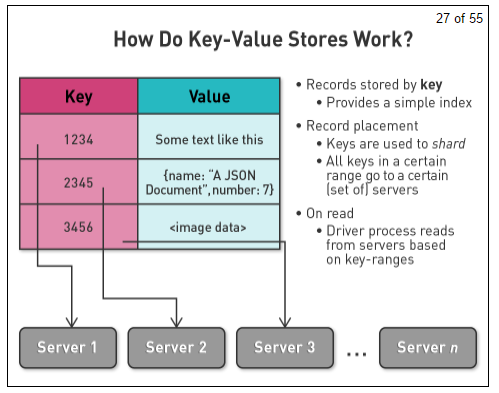 27 of 55
How Do Key-Value Stores Work?
Key Value
1234 Some text like this
2345 {name: “A JSON
Document”, number: 7}
3456 <image data>
• Records stored by key
• Provides a simple index
• Record placement
• Keys are used to shard
• All keys in a certain
range go to a certain
(set of) servers
• On read
• Driver process reads
from servers based
on key-ranges
Server 1 Server 2 Server 3 ... Server n